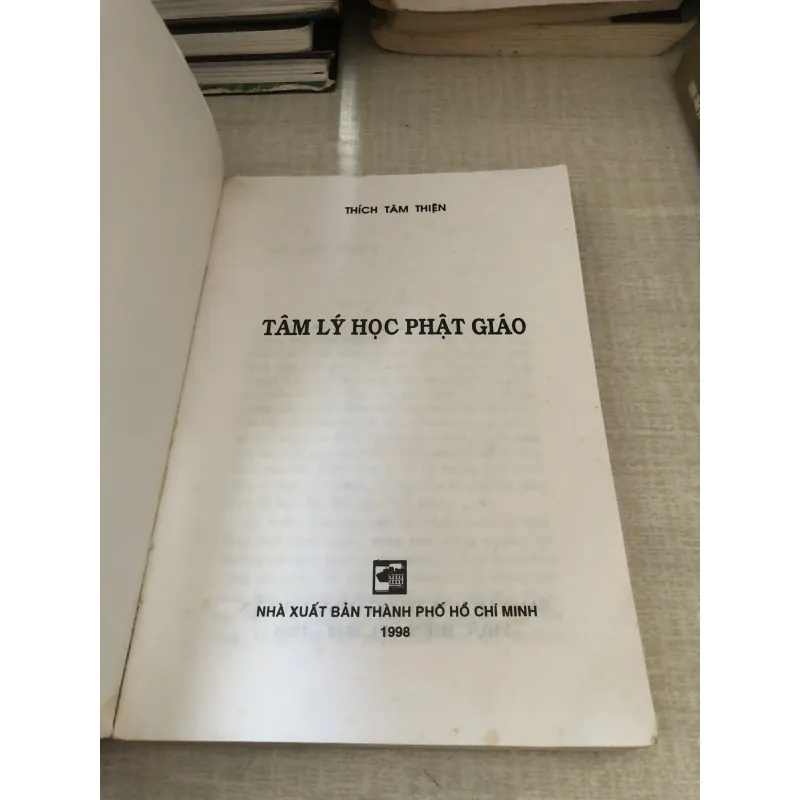 THÍCH TÂM THIỆN
TÂM LÝ HỌC PHẬT GIÁO
NHÀ XUẤT BẢN THÀNH PHỐ HỒ CHÍ MINH
1998